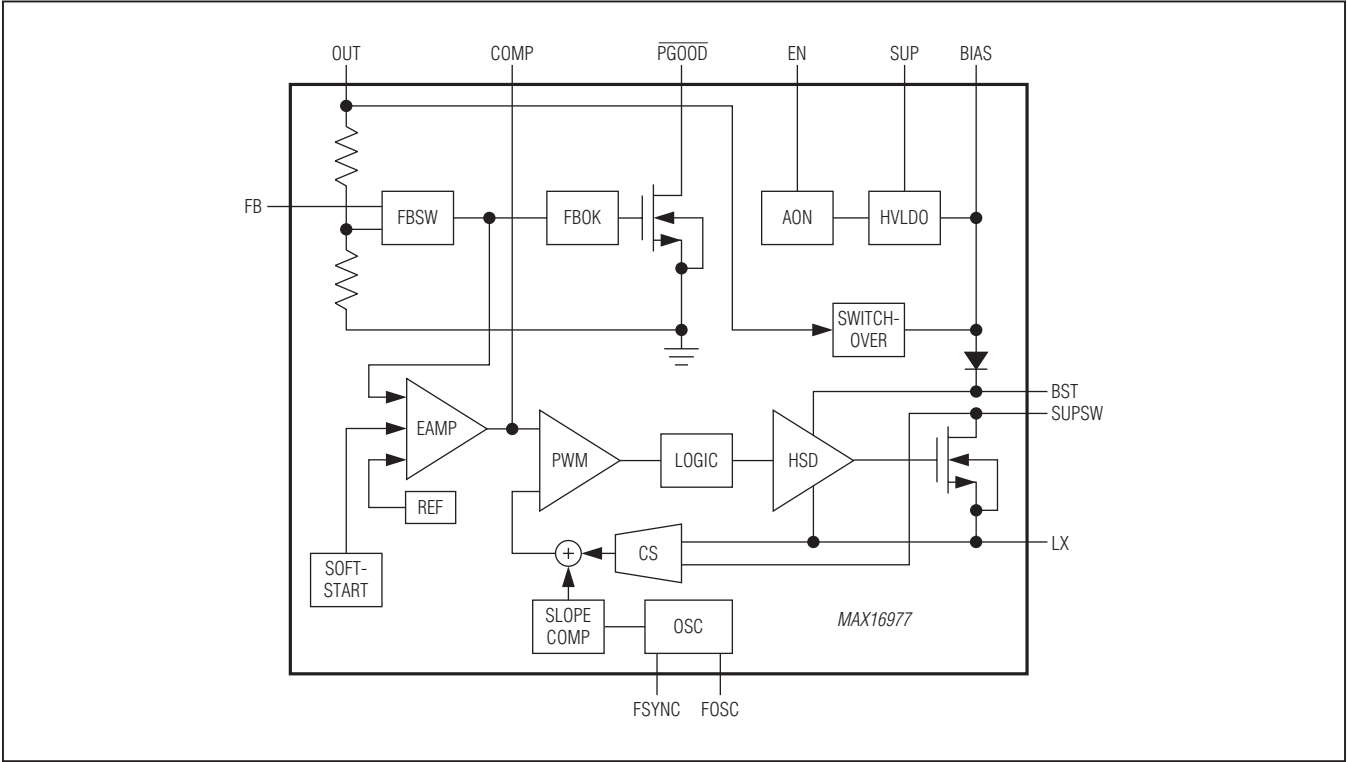 OUT
COMP
PGOOD
EN
SUP
BIAS
FB
FBSW
FBOK
AON
HVLDO
SWITCH-
OVER
BST
SUPSW
EAMP
PWM
LOGIC
HSD
REF
LX
CS
+
SOFT-
START
SLOPE
COMP
OSC
MAX16977
FSYNC
FOSC